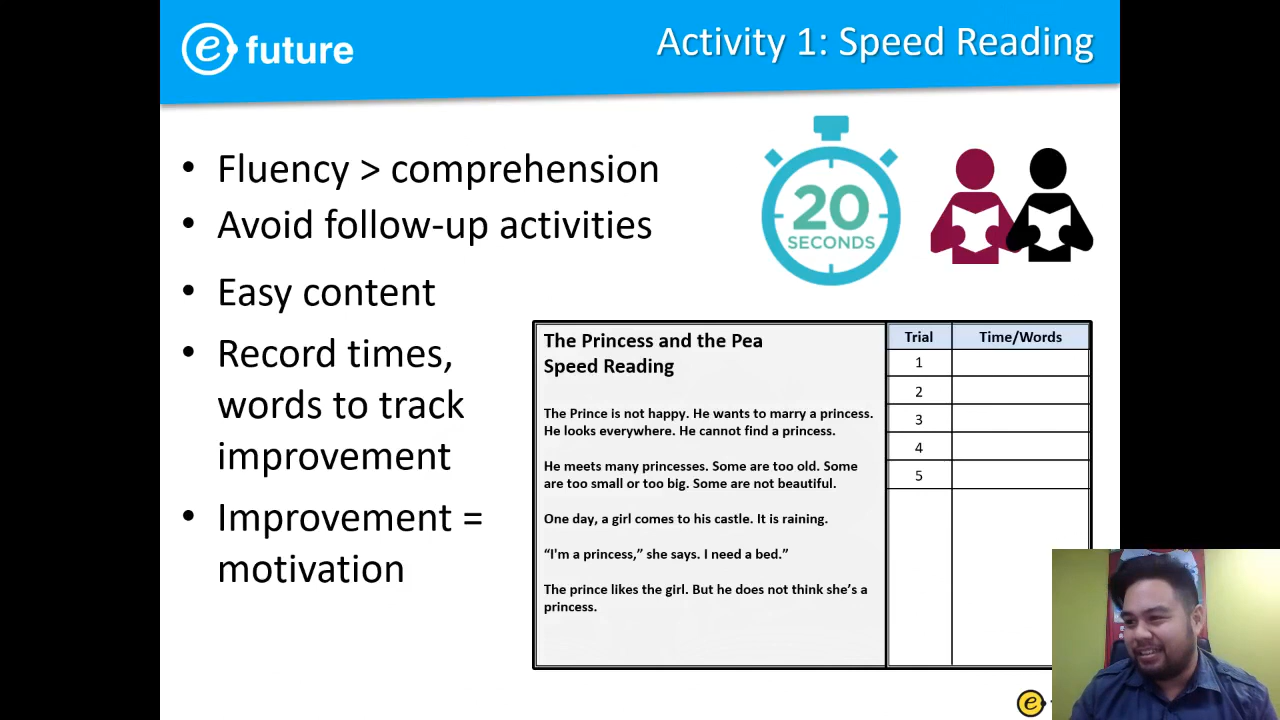 e future
Activity 1: Speed Reading
• Fluency > comprehension
• Avoid follow-up activities
• Easy content
• Record times,
words to track
improvement
• Improvement =
motivation
20
SECONDS
The Princess and the Pea
Speed Reading
The Prince is not happy. He wants to marry a princess.
He looks everywhere. He cannot find a princess.
He meets many princesses. Some are too old. Some
are too small or too big. Some are not beautiful.
One day, a girl comes to his castle. It is raining.
“I'm a princess,” she says. I need a bed.”
The prince likes the girl. But he does not think she’s a
princess.
Trial Time/Words
1
2
3
4
5
e